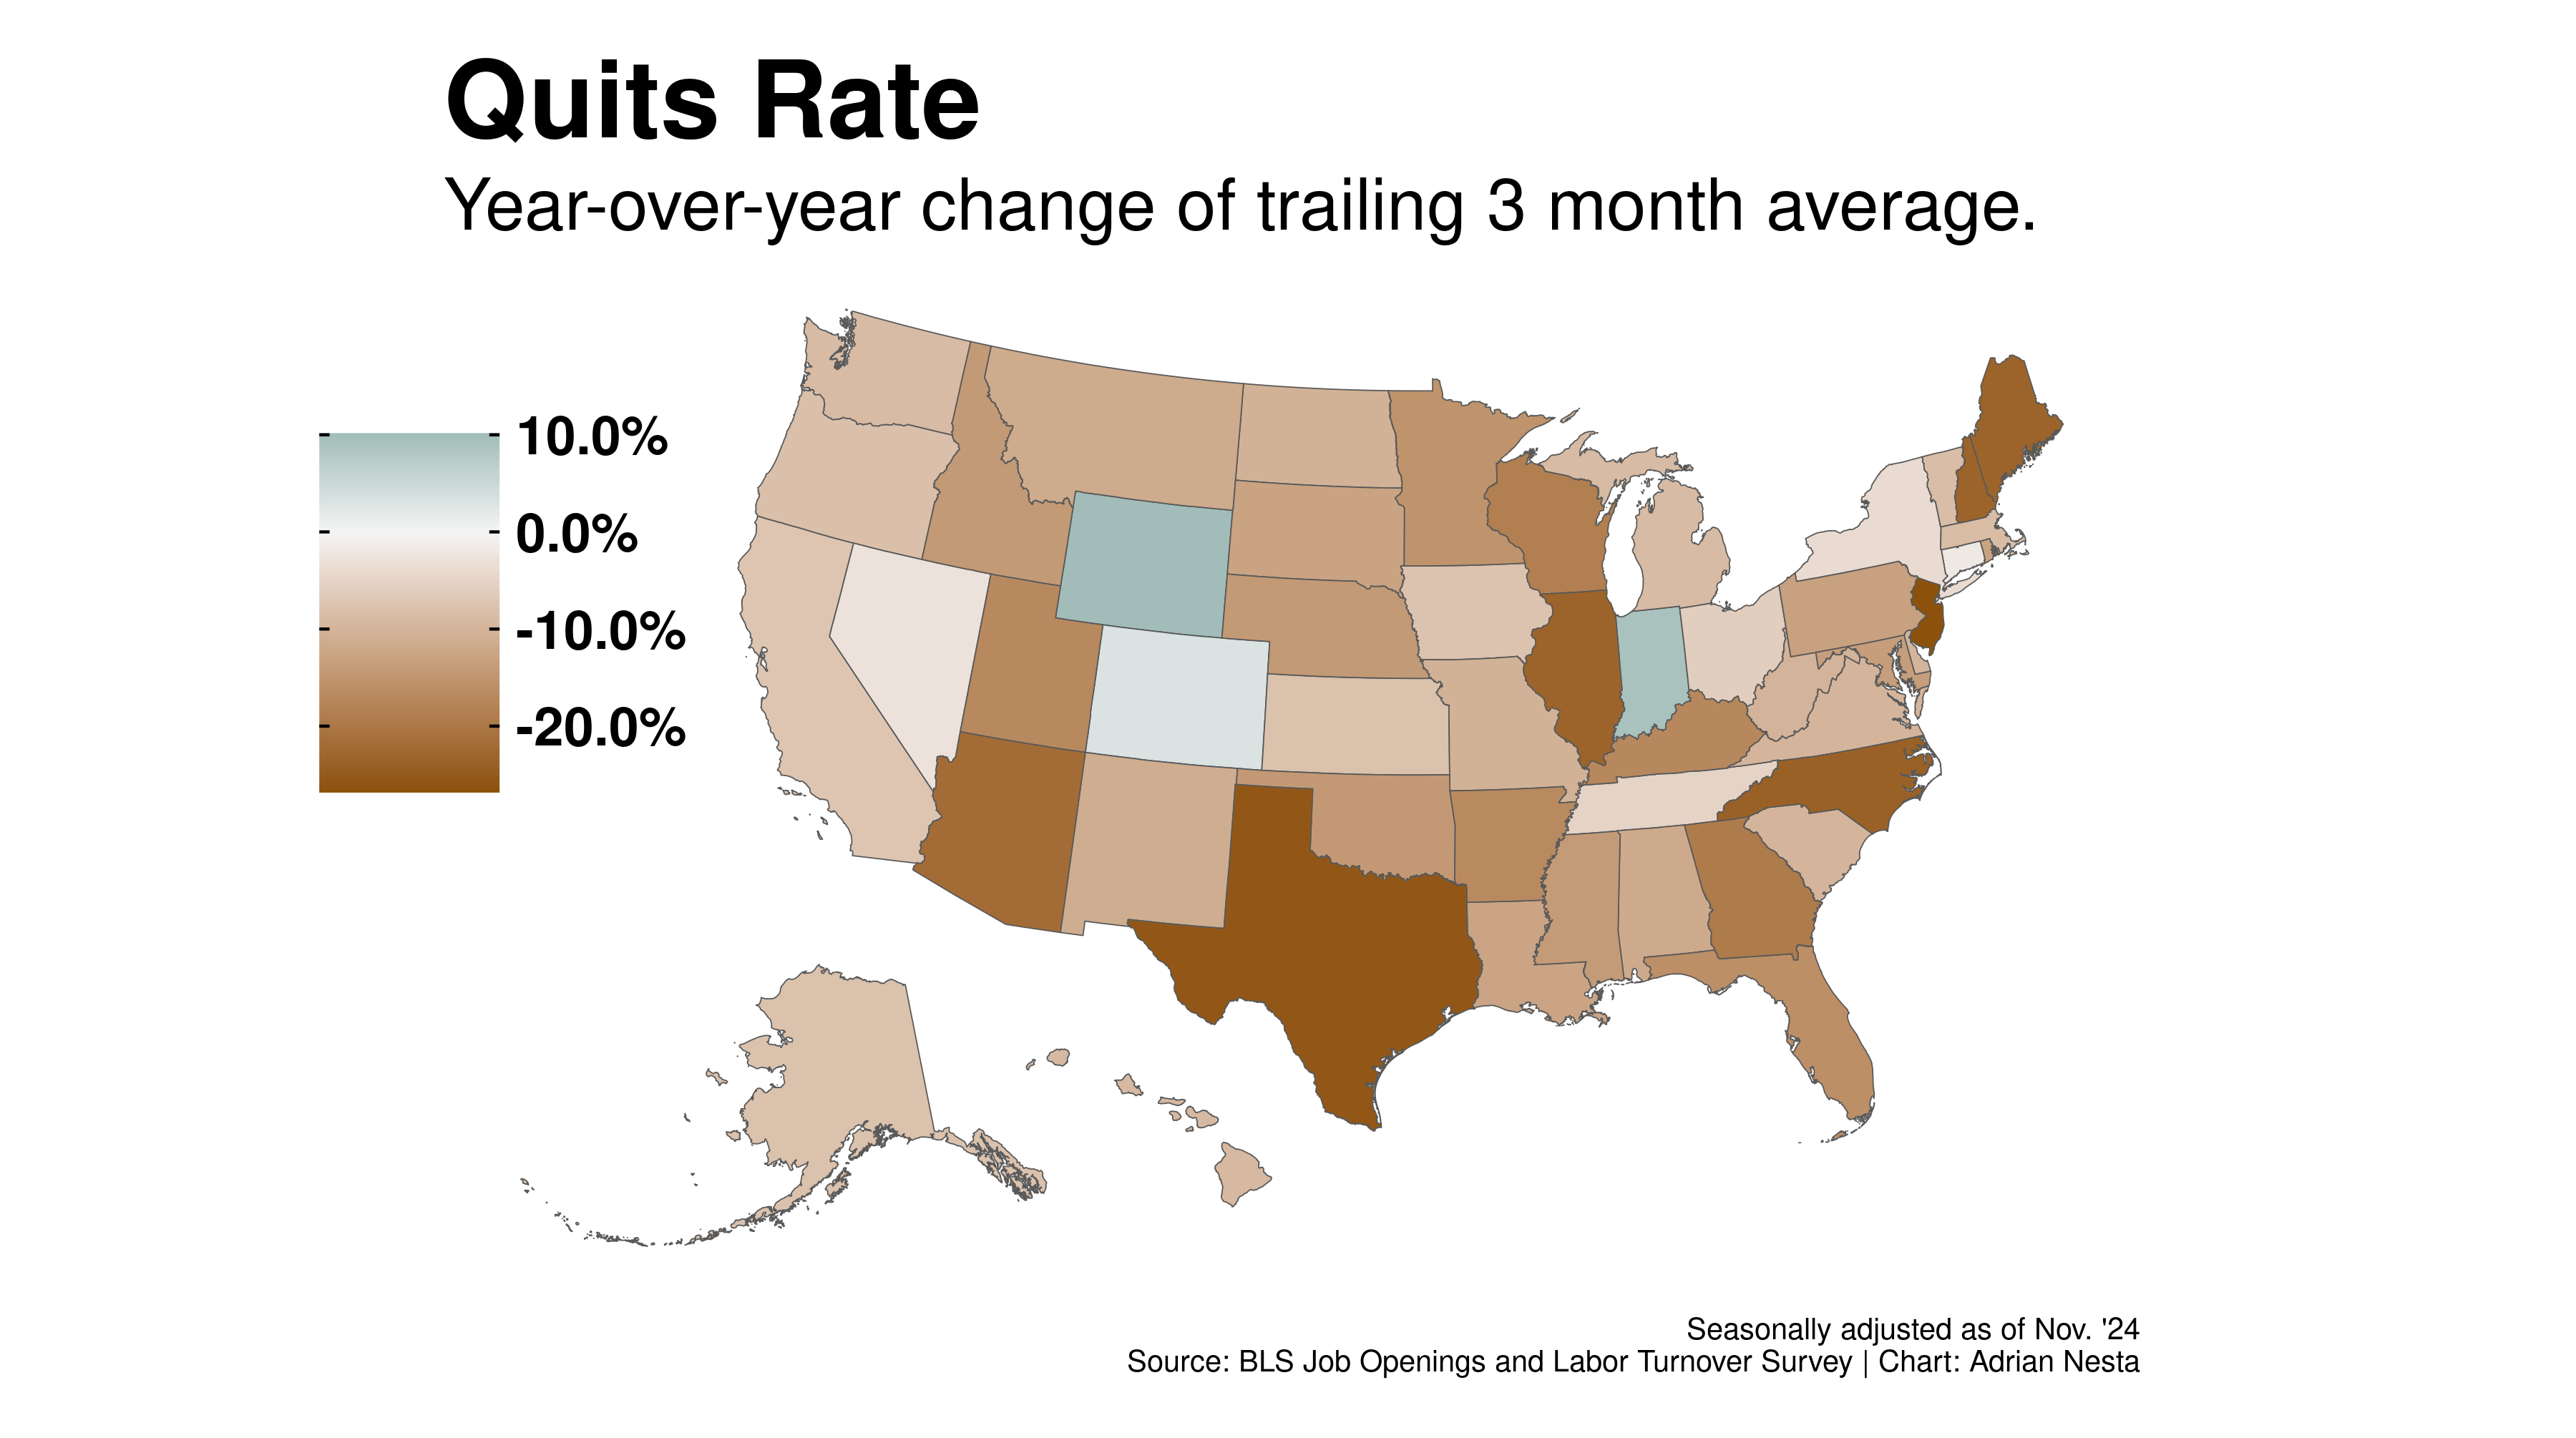 Quits Rate
Year-over-year change of trailing 3 month average.
10.0%
0.0%
-10.0%
-20.0%
Seasonally adjusted as of Nov. '24
Source: BLS Job Openings and Labor Turnover Survey | Chart: Adrian Nesta